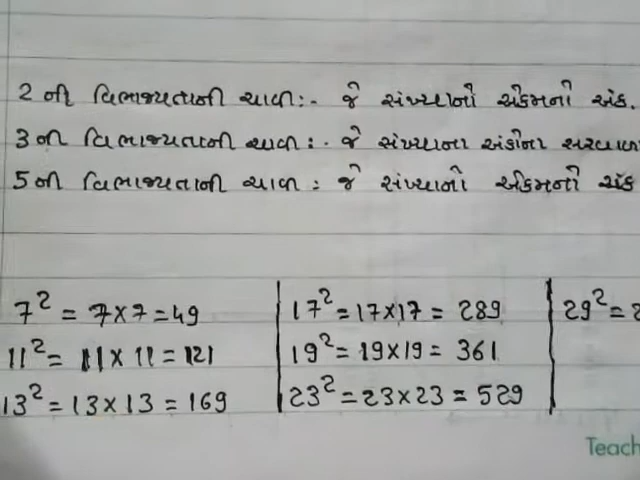 2 ની વિભાજ્યતાની ચાવી:- જે સંખ્યાનો એકમનો અંક.
3 ની વિભાજ્યતાની ચાવી:- જે સંખ્યાના અંકોના
5 ની વિભાજ્યતાની ચાવી: જે સંખ્યાનો એકમનો અંક
7² = 7×7=49
11²= 11×11=121
13²=13×13=169
17²=17×17= 289
19²=19×19= 361
23²=23×23=529
29²=2
Teach